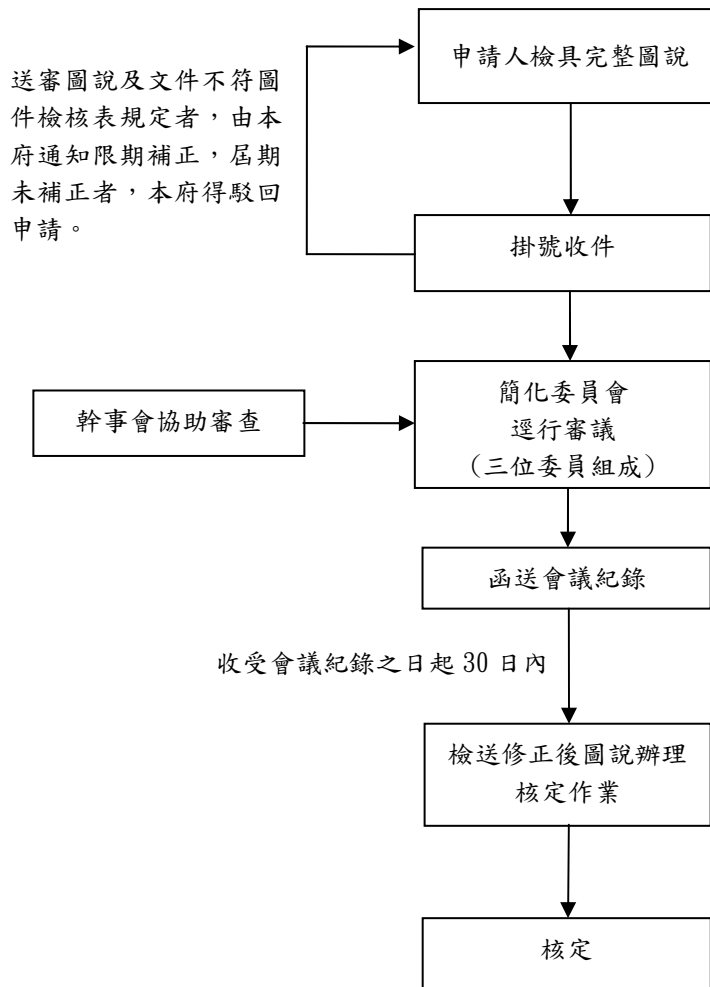 申請人檢具完整圖說
送審圖說及文件不符圖
件檢核表規定者，由本
府通知限期補正，屆期
未補正者，本府得駁回
申請。
掛號收件
簡化委員會
逕行審議
（三位委員組成）
幹事會協助審查
函送會議紀錄
收受會議紀錄之日起 30 日內
檢送修正後圖說辦理
核定作業
核定